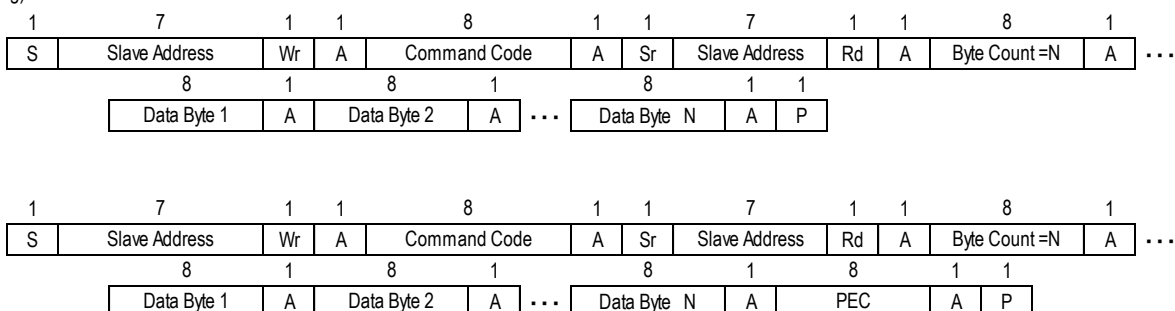 g)
1 7 1 1 8 1 1 7 1 1 8 1
S Slave Address Wr A Command Code A Sr Slave Address Rd A Byte Count =N A ...
8 1 8 1 8 1 1
Data Byte 1 A Data Byte 2 A ... Data Byte N A P
1 7 1 1 8 1 1 7 1 1 8 1
S Slave Address Wr A Command Code A Sr Slave Address Rd A Byte Count =N A ...
8 1 8 1 8 1 8 1 1
Data Byte 1 A Data Byte 2 A ... Data Byte N A PEC A P